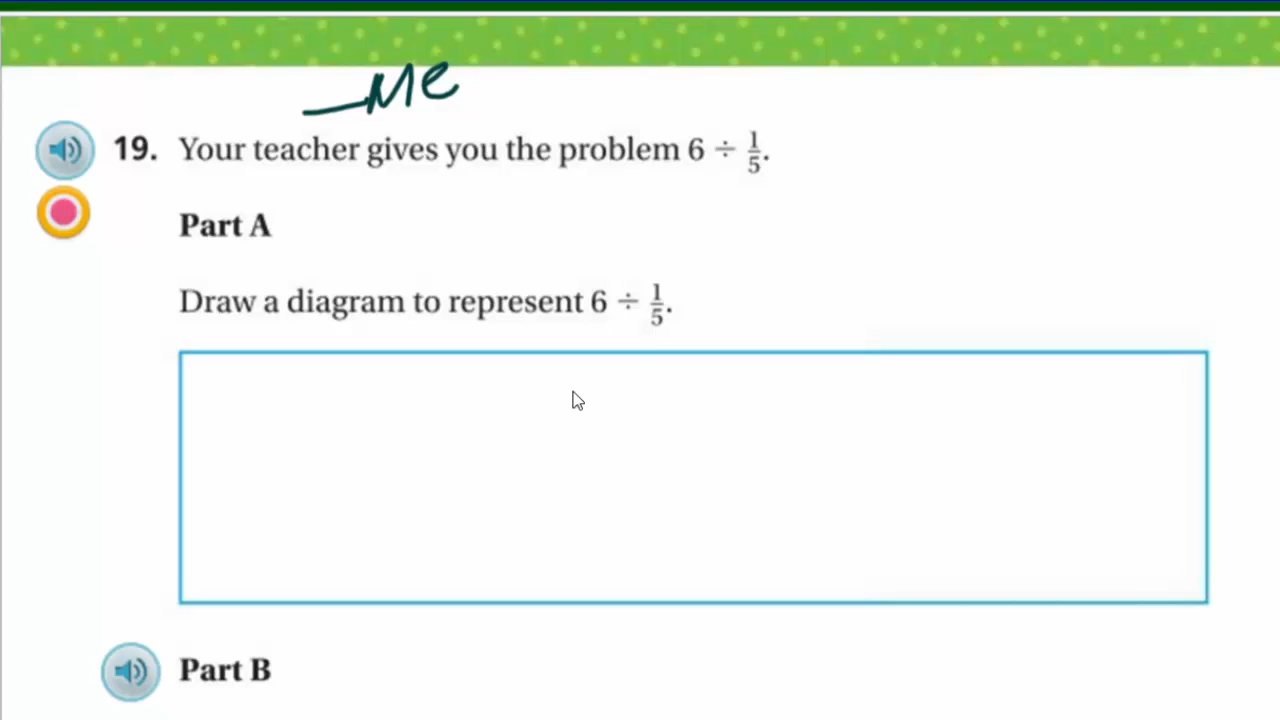 Me
19. Your teacher gives you the problem 6 ÷ 1/5.
Part A
Draw a diagram to represent 6 ÷ 1/5.
Part B